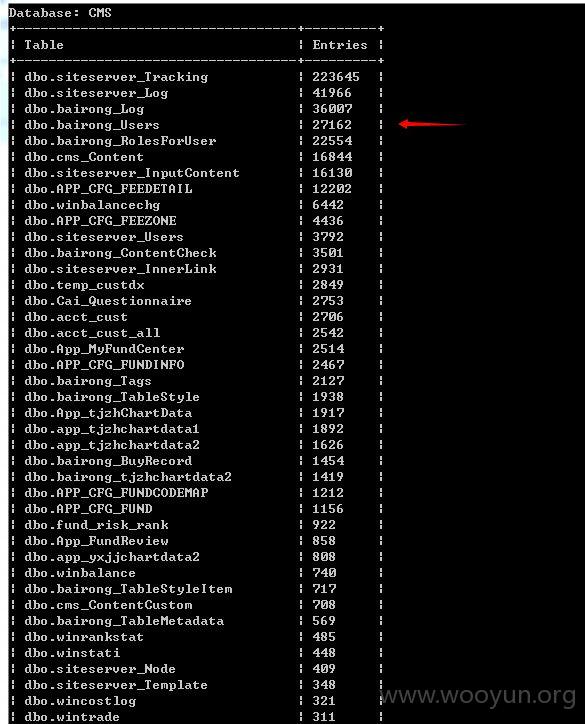 Database: CMS
Table Entries
dbo.siteserver_Tracking 223645
dbo.siteserver_Log 41966
dbo.bairong_Log 36007
dbo.bairong_Users 27162
dbo.bairong_RolesForUser 22554
dbo.cms_Content 16844
dbo.siteserver_InputContent 16130
dbo.APP_CFG_FEEDETAIL 12202
dbo.winbalancechg 6442
dbo.APP_CFG_FEEZONE 4436
dbo.siteserver_Users 3792
dbo.bairong_ContentCheck 3501
dbo.siteserver_InnerLink 2931
dbo.temp_custdx 2849
dbo.Cai_Questionnaire 2753
dbo.acct_cust 2706
dbo.acct_cust_all 2542
dbo.App_MyFundCenter 2514
dbo.APP_CFG_FUNDINFO 2467
dbo.bairong_Tags 2127
dbo.bairong_TableStyle 1938
dbo.App_tjzhChartData 1917
dbo.app_tjzhchartdata1 1892
dbo.app_tjzhchartdata2 1626
dbo.bairong_BuyRecord 1454
dbo.bairong_tjzhchartdata2 1419
dbo.APP_CFG_FUNDCODEMAP 1212
dbo.APP_CFG_FUND 1156
dbo.fund_risk_rank 922
dbo.App_FundReview 858
dbo.app_yxjjchartdata2 808
dbo.winbalance 740
dbo.bairong_TableStyleItem 717
dbo.cms_ContentCustom 708
dbo.bairong_TableMetadata 569
dbo.winrankstat 485
dbo.winstati 448
dbo.siteserver_Node 409
dbo.siteserver_Template 348
dbo.wincostlog 321
dbo.wintrade 311
www.wooyun.org